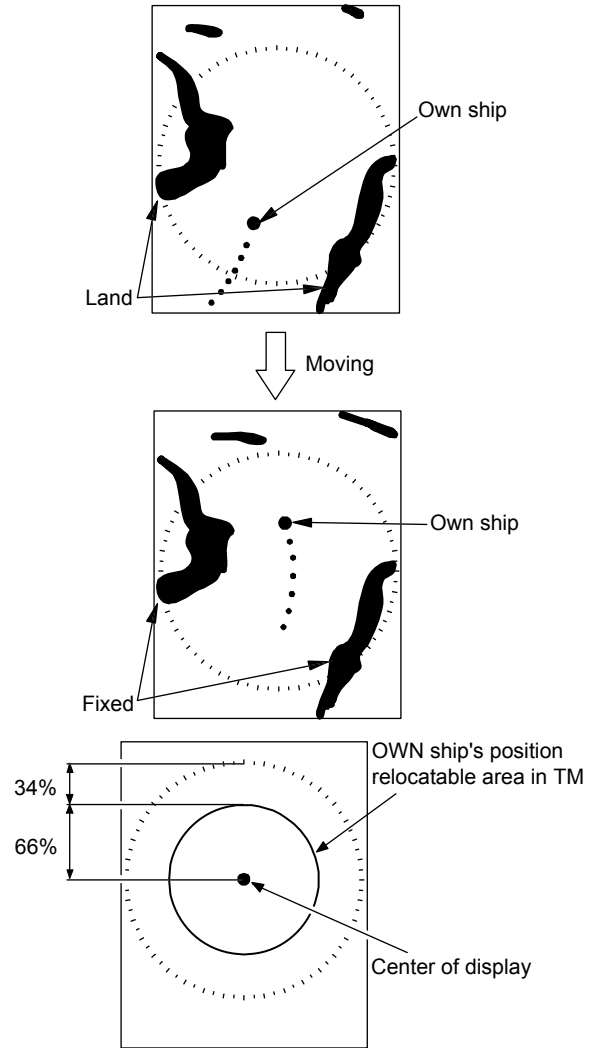 Own ship
Land
Moving
Own ship
Fixed
OWN ship's position
relocatable area in TM
34%
66%
Center of display